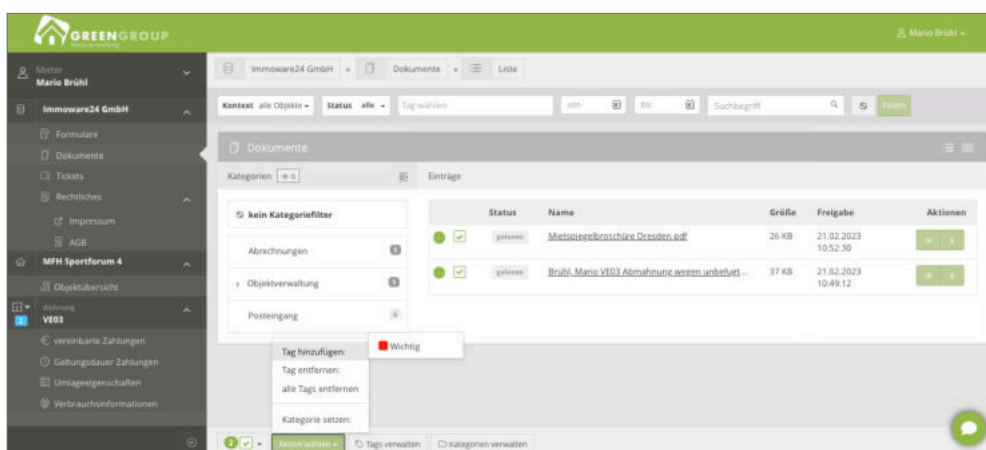 GREENGROUP
Mario Brühl
Mieter
Mario Brühl
Immoware24 GmbH
Dokumente
Liste
Immoware24 GmbH
Kontext alle Objekte
Status alle
Tag wählen
von
bis
Suchbegriff
Filtern
Formulare
Dokumente
Tickets
Rechtliches
Impressum
AGB
MFH Sportforum 4
Objektübersicht
Wohnung
VE03
vereinbarte Zahlungen
Geltungsdauer Zahlungen
Umlageeigenschaften
Verbrauchsinformationen
Dokumente
Kategorien 0
Einträge
kein Kategoriefilter
Abrechnungen 1
Objektverwaltung 1
Posteingang 0
Status Name Größe Freigabe Aktionen
gelesen Mietspiegelbroschüre Dresden.pdf 26 KB 21.02.2023
10:52:30
gelesen Brühl, Mario VE03 Abmahnung wegen unbefugt... 37 KB 21.02.2023
10:49:12
Tag hinzufügen:
Wichtig
Tag entfernen:
alle Tags entfernen
Kategorie setzen:
2
Aktion wählen
Tags verwalten
Kategorien verwalten